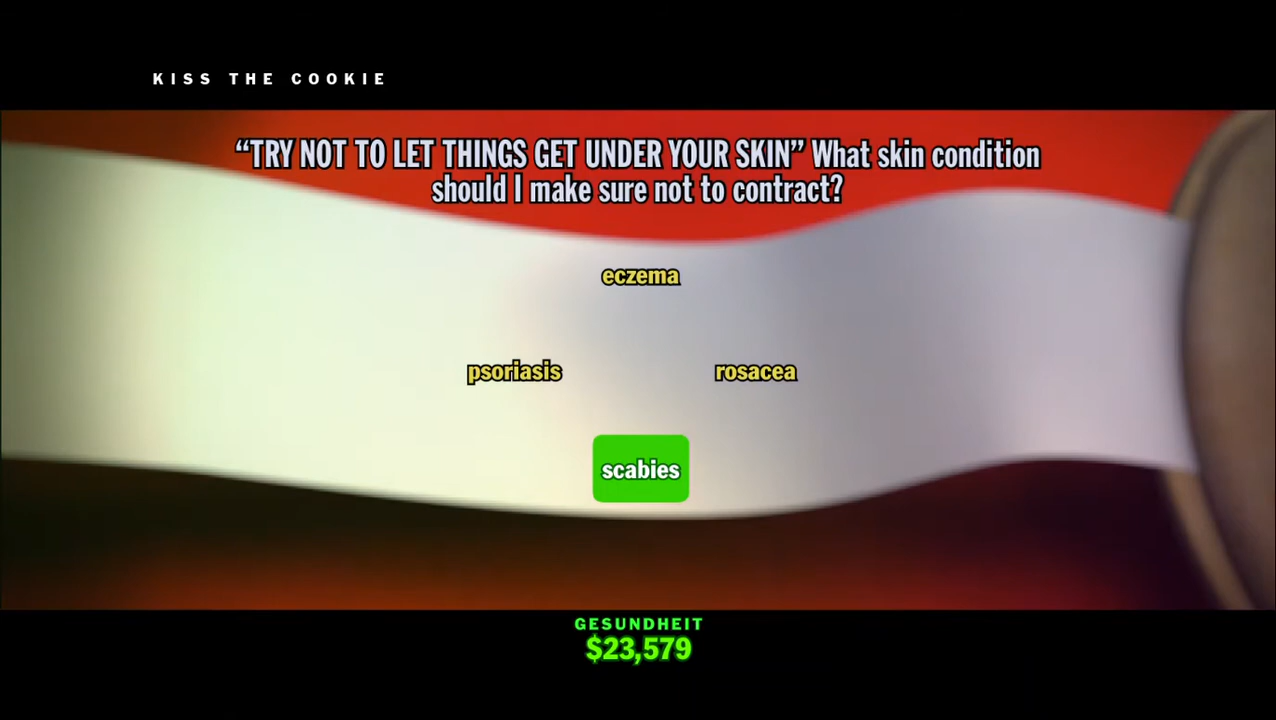 KISS THE COOKIE
“TRY NOT TO LET THINGS GET UNDER YOUR SKIN” What skin condition
should I make sure not to contract?
eczema
psoriasis
rosacea
scabies
GESUNDHEIT
$23,579